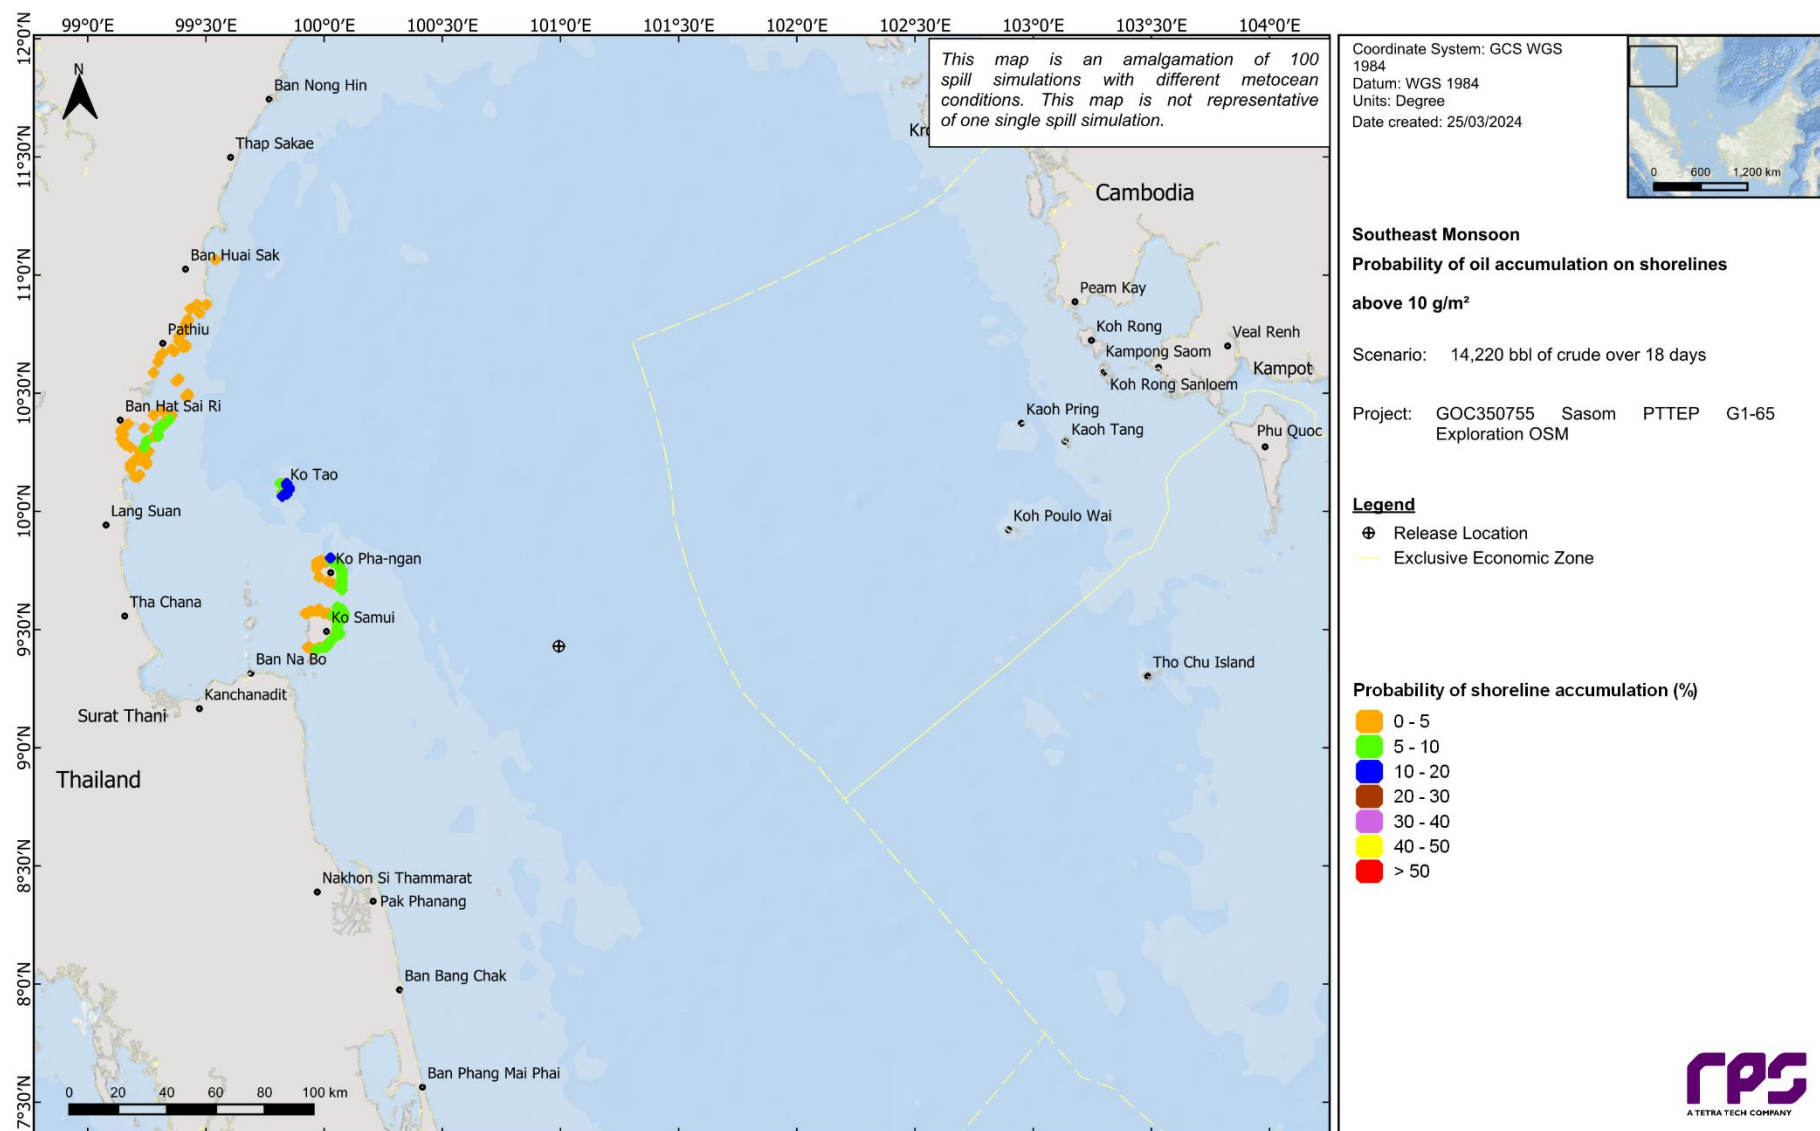 99°0'E 99°30'E 100°0'E 100°30'E 101°0'E 101°30'E 102°0'E 102°30'E 103°0'E 103°30'E 104°0'E
12°0'N
11°30'N
11°0'N
10°30'N
10°0'N
9°30'N
9°0'N
8°30'N
8°0'N
7°30'N
N
This map is an amalgamation of 100
spill simulations with different metocean
conditions. This map is not representative
of one single spill simulation.
Ban Nong Hin
Thap Sakae
Kro
Cambodia
Ban Huai Sak
Peam Kay
Pathiu
Koh Rong
Veal Renh
Kampong Saom
Kampot
Koh Rong Sanloem
Ban Hat Sai Ri
Kaoh Pring
Kaoh Tang
Phu Quoc
Ko Tao
Lang Suan
Koh Poulo Wai
Ko Pha-ngan
Tha Chana
Ko Samui
Ban Na Bo
Tho Chu Island
Kanchanadit
Surat Thani
Thailand
Nakhon Si Thammarat
Pak Phanang
Ban Bang Chak
Ban Phang Mai Phai
0 20 40 60 80 100 km
Coordinate System: GCS WGS
1984
Datum: WGS 1984
Units: Degree
Date created: 25/03/2024
0 600 1,200 km
Southeast Monsoon
Probability of oil accumulation on shorelines
above 10 g/m²
Scenario: 14,220 bbl of crude over 18 days
Project: GOC350755 Sasom PTTEP G1-65
Exploration OSM
Legend
Release Location
Exclusive Economic Zone
Probability of shoreline accumulation (%)
0 - 5
5 - 10
10 - 20
20 - 30
30 - 40
40 - 50
> 50
rps
A TETRA TECH COMPANY